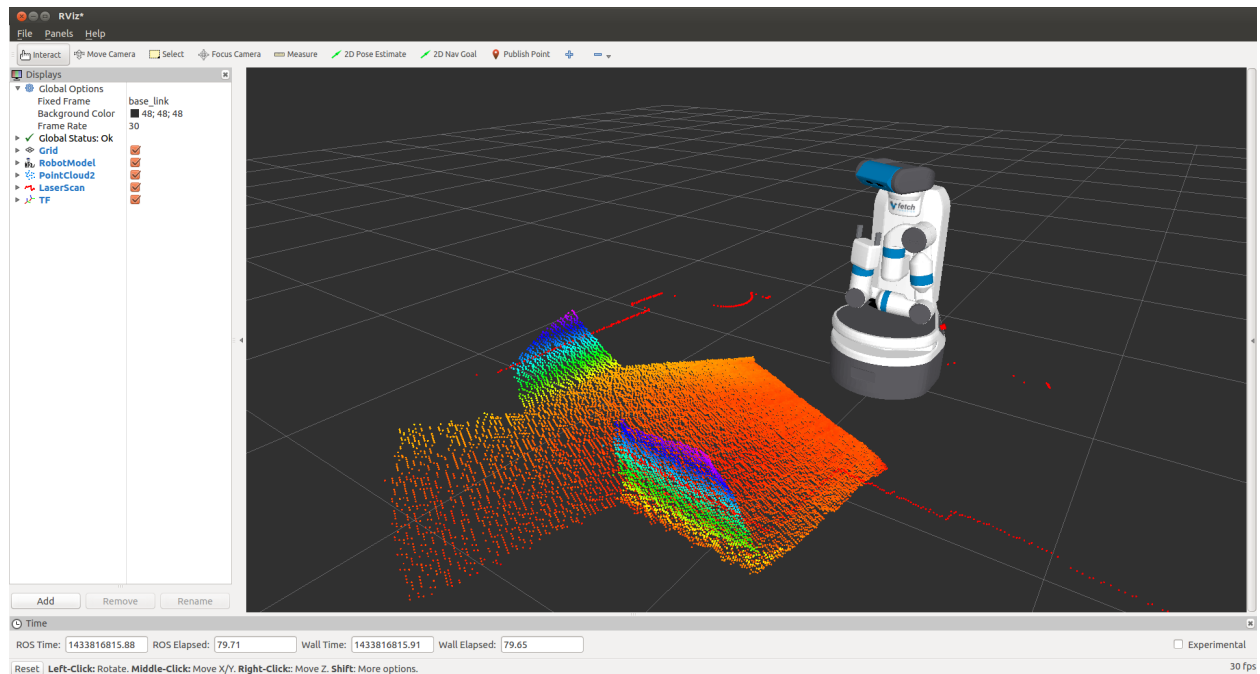 RViz*
File Panels Help
Interact Move Camera Select Focus Camera Measure 2D Pose Estimate 2D Nav Goal Publish Point
Displays
Global Options
Fixed Frame base_link
Background Color 48; 48; 48
Frame Rate 30
Global Status: Ok
Grid
RobotModel
PointCloud2
LaserScan
TF
fetch
Add Remove Rename
Time
ROS Time: 1433816815.88 ROS Elapsed: 79.71 Wall Time: 1433816815.91 Wall Elapsed: 79.65 Experimental
Reset Left-Click: Rotate. Middle-Click: Move X/Y. Right-Click:: Move Z. Shift: More options. 30 fps